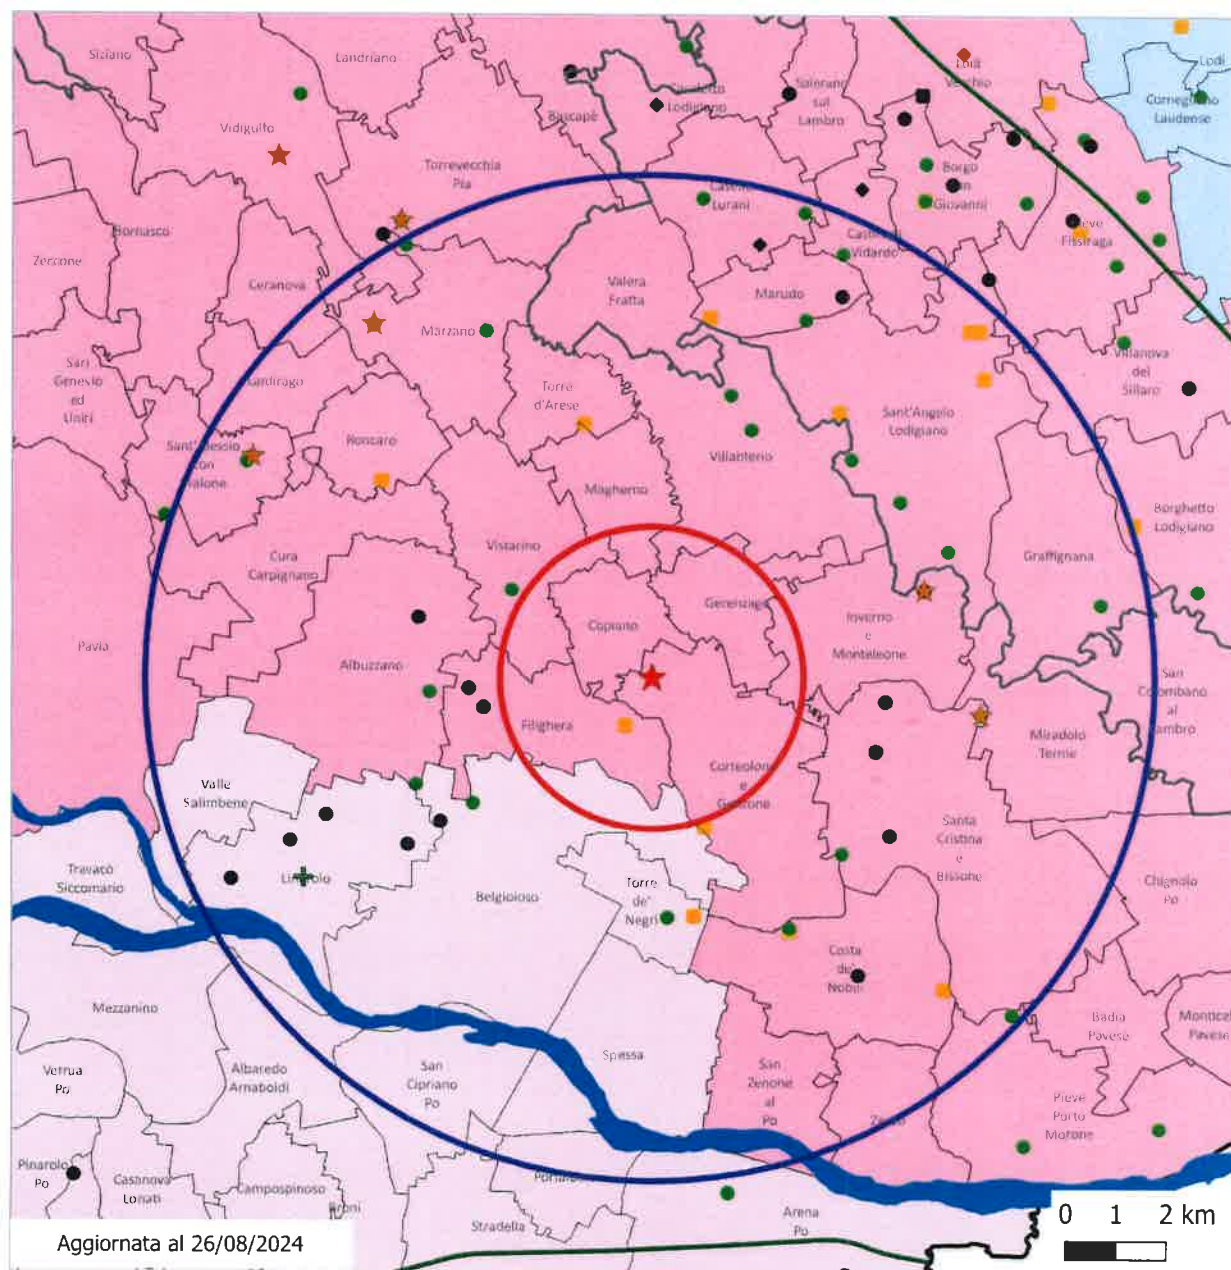 Siziano
Landriano
Lodi
Vecchio
Lodi
Vidigulfo
Bascapè
Lodigiano
Salerano
sul
Lambro
Cornegliano
Laudense
Torrevecchia
Pia
Borgo
San
Giovanni
Lurani
Bornasco
Zeccone
Ceranova
Valera
Fratta
Marudo
Vidardo
Pieve
Fissiraga
Marzano
San
Genesio
ed
Uniti
Lardirago
Torre
d'Arese
Villanova
del
Sillaro
Roncaro
Sant'Alessio
con
Vialone
Sant'Angelo
Lodigiano
Villanterio
Magherno
Borghetto
Lodigiano
Cura
Carpignano
Vistarino
Graffignana
Pavia
Albuzzano
Copiano
Gerenzago
Inverno
e
Monteleone
San
Colombano
al
Lambro
Filighera
Miradolo
Terme
Valle
Salimbene
Corteolona
e
Genzone
Santa
Cristina
e
Bissone
Travacò
Siccomario
Linarolo
Belgioioso
Torre
de'
Negri
Chignolo
Po
Costa
de'
Nobili
Mezzanino
Badia
Pavese
Monticelli
Pavese
Spessa
Verrua
Po
Albaredo
Arnaboldi
San
Cipriano
Po
San
Zenone
al
Po
Pieve
Porto
Morone
Pinarolo
Po
Casanova
Lonati
Campospinoso
Broni
Stradella
Arena
Po
0 1 2 km
Aggiornata al 26/08/2024